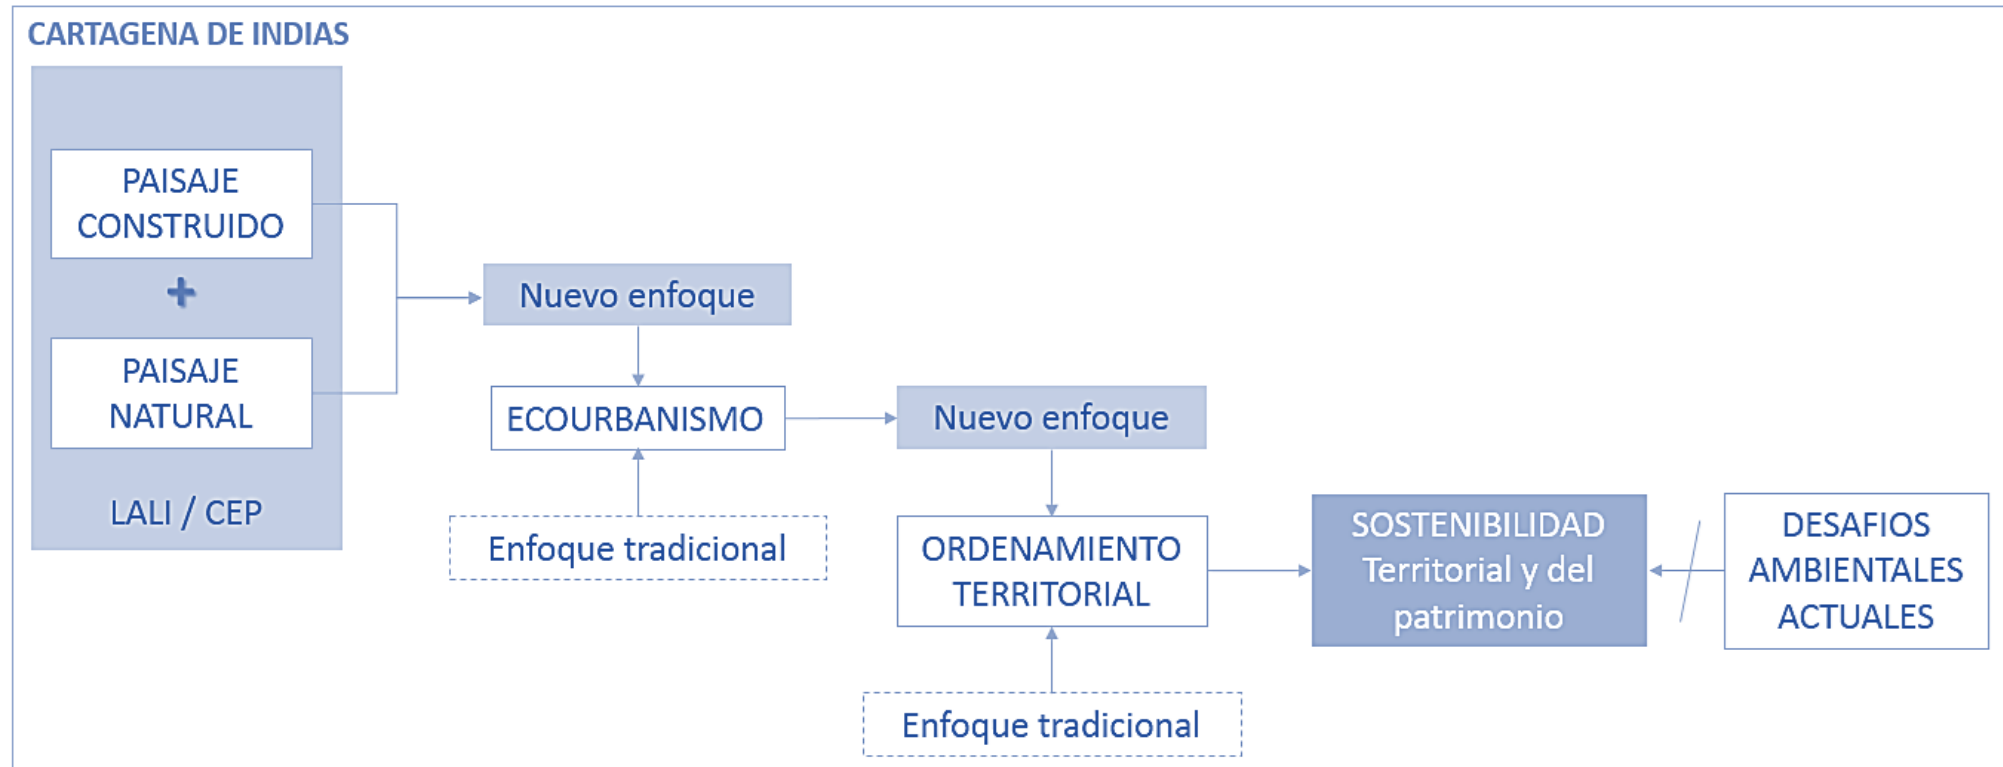 CARTAGENA DE INDIAS
PAISAJE
CONSTRUIDO
+
PAISAJE
NATURAL
LALI / CEP
Nuevo enfoque
ECOURBANISMO
Enfoque tradicional
Nuevo enfoque
ORDENAMIENTO
TERRITORIAL
Enfoque tradicional
SOSTENIBILIDAD
Territorial y del
patrimonio
DESAFIOS
AMBIENTALES
ACTUALES